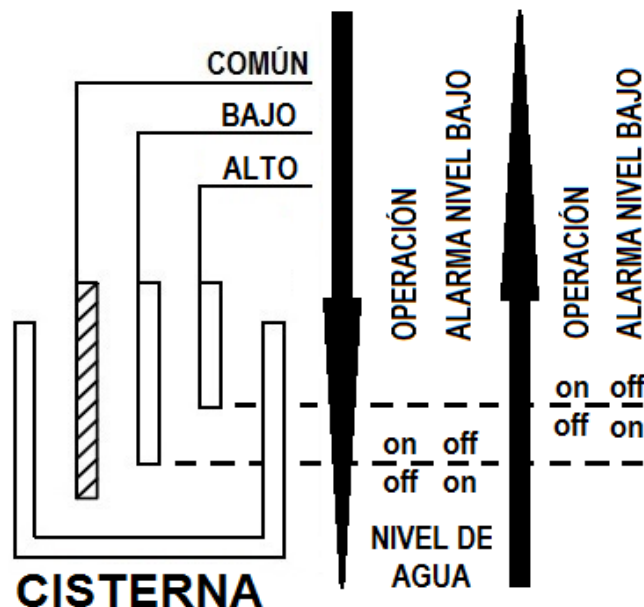 COMÚN
BAJO
ALTO
OPERACIÓN
ALARMA NIVEL BAJO
OPERACIÓN
ALARMA NIVEL BAJO
on off
off on
on off
off on
NIVEL DE
AGUA
CISTERNA